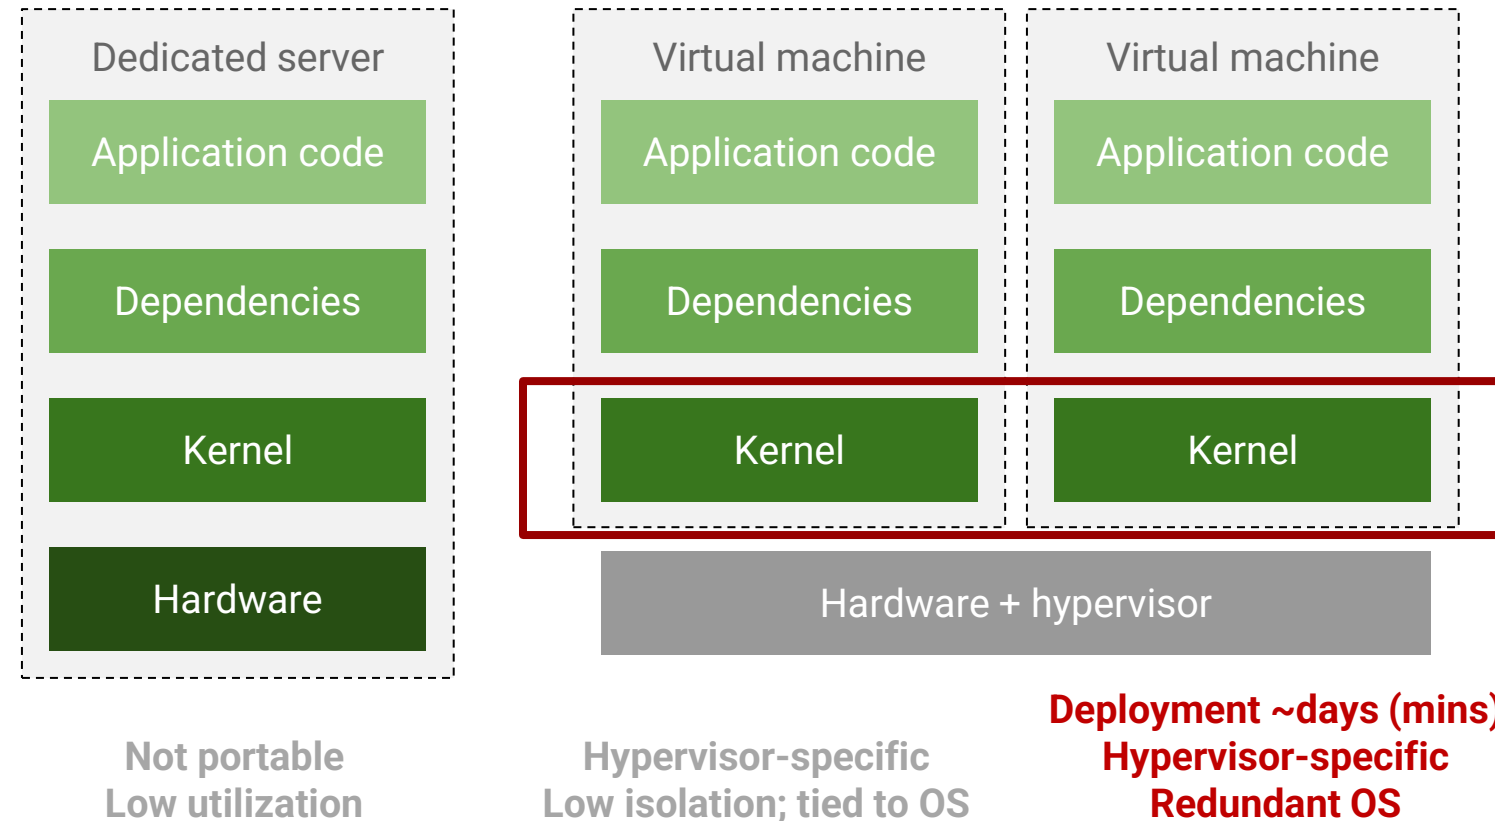 Dedicated server
Application code
Dependencies
Kernel
Hardware
Not portable
Low utilization
Virtual machine
Application code
Dependencies
Kernel
Virtual machine
Application code
Dependencies
Kernel
Hardware + hypervisor
Hypervisor-specific
Low isolation; tied to OS
Deployment ~days (mins)
Hypervisor-specific
Redundant OS